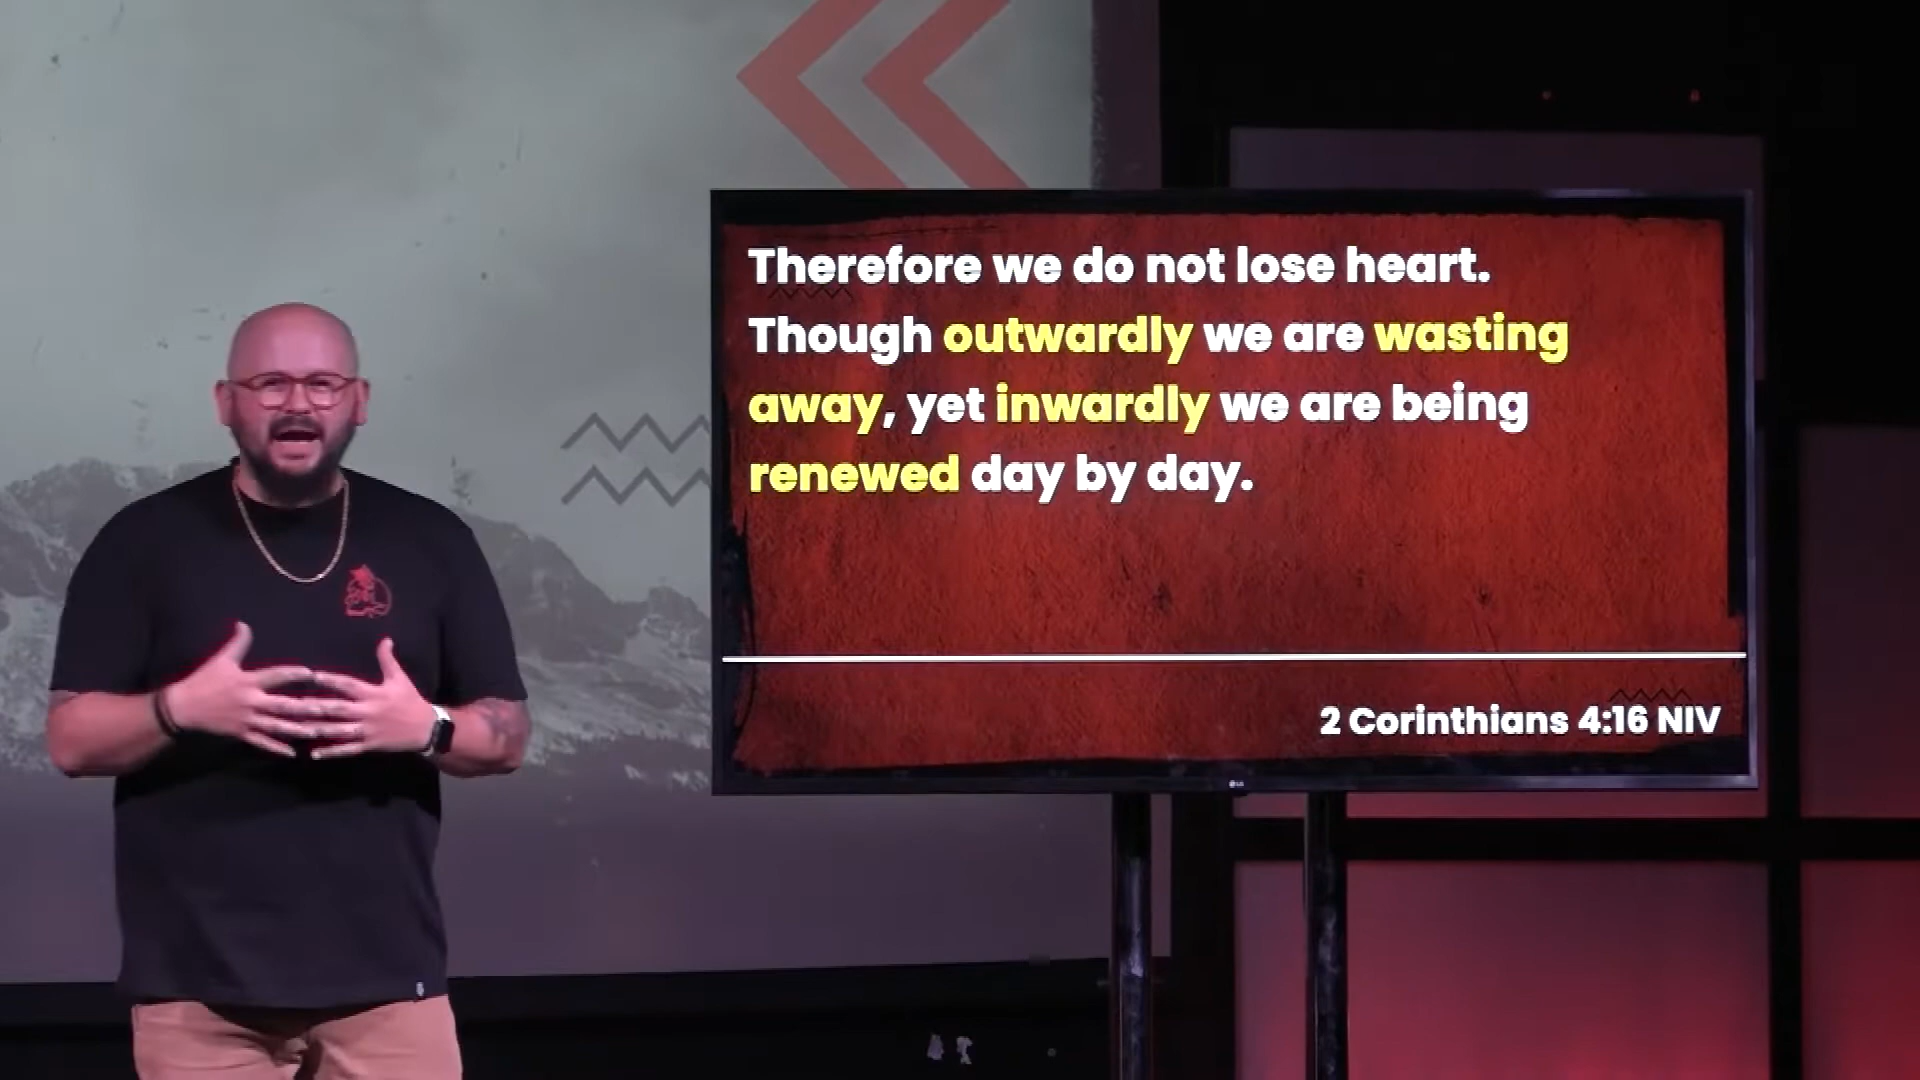 Therefore we do not lose heart.
Though outwardly we are wasting
away, yet inwardly we are being
renewed day by day.
2 Corinthians 4:16 NIV
LG